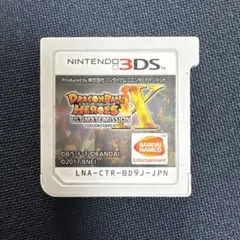 NINTENDO 3DS
Produced by 株式会社バンダイナムコエンターテインメント
DRAGONBALL
HEROES
ULTIMATE MISSION
X
BANDAI
NAMCO
Entertainment
©2017 BNEI
LNA-CTR-BD9J-JPN